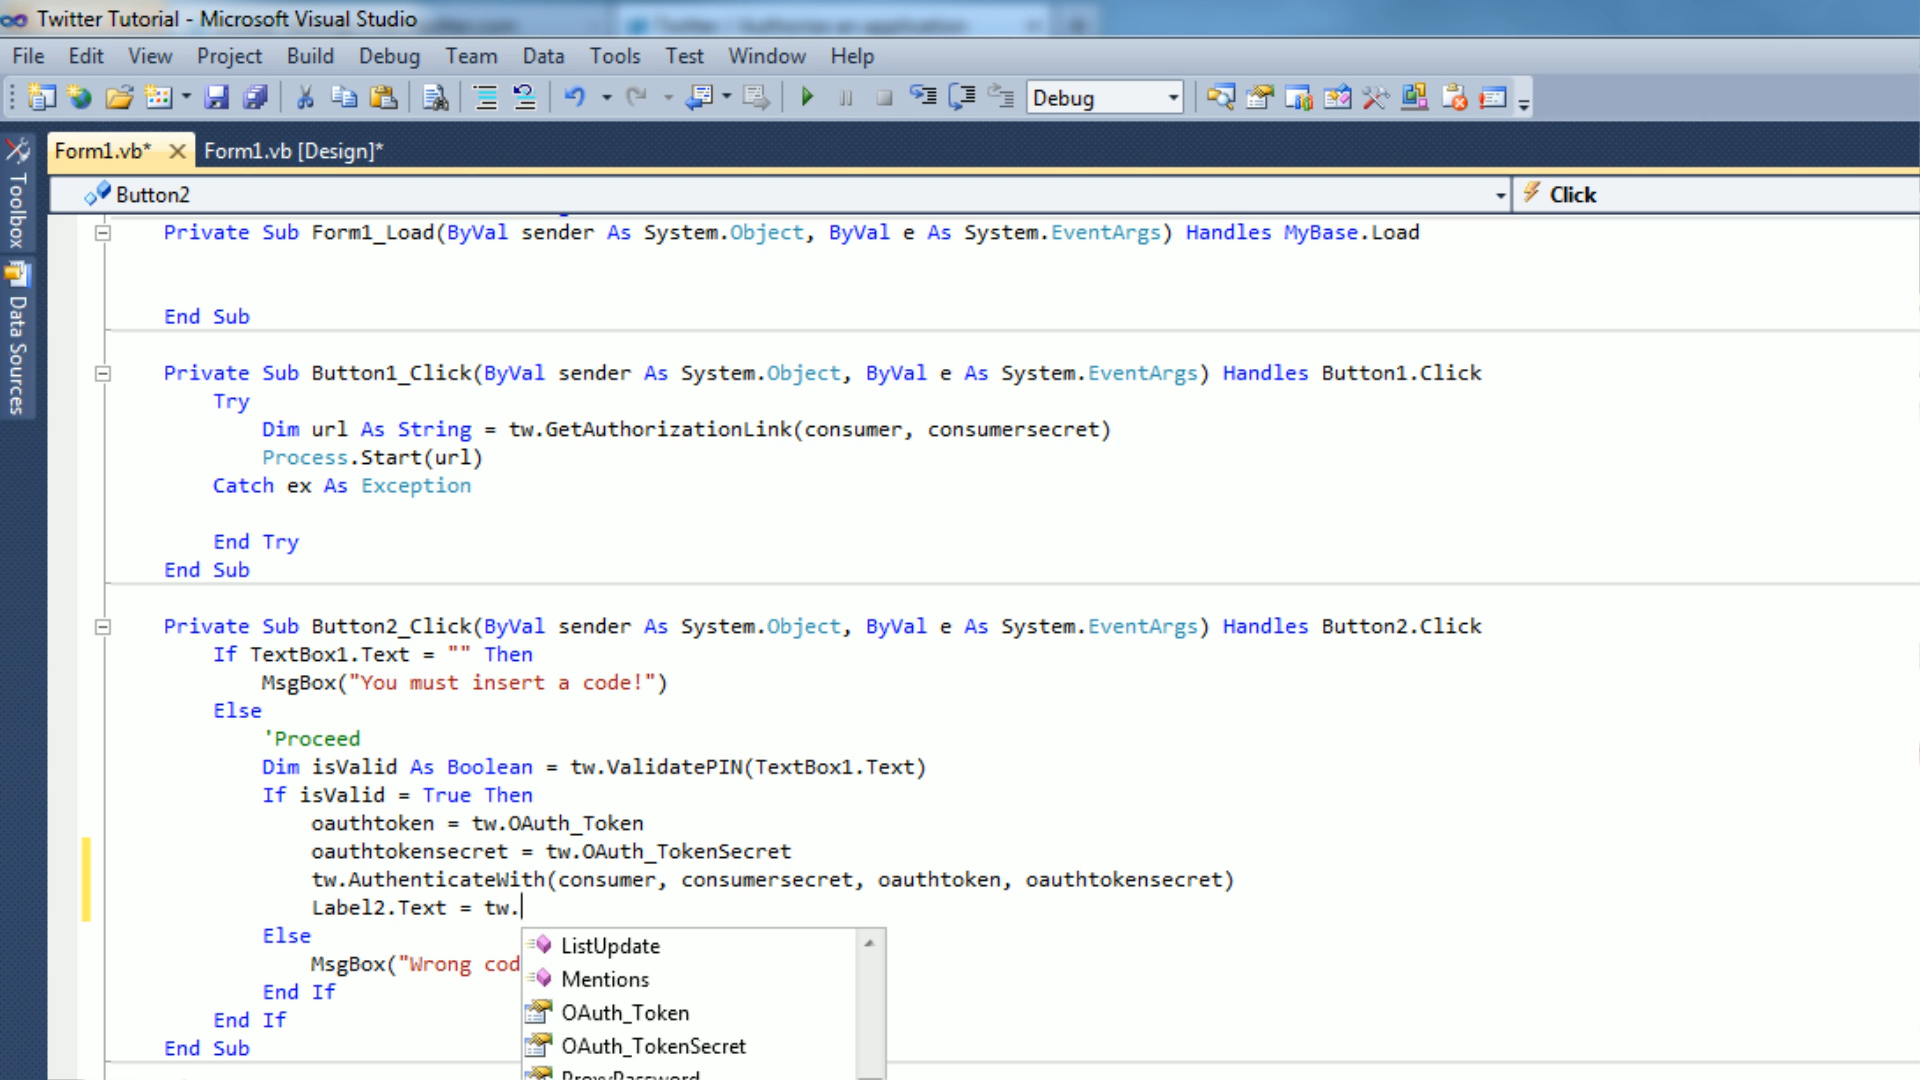 Twitter Tutorial - Microsoft Visual Studio
File Edit View Project Build Debug Team Data Tools Test Window Help
Debug
Form1.vb* Form1.vb [Design]*
Toolbox
Data Sources
Button2 Click
Private Sub Form1_Load(ByVal sender As System.Object, ByVal e As System.EventArgs) Handles MyBase.Load
End Sub
Private Sub Button1_Click(ByVal sender As System.Object, ByVal e As System.EventArgs) Handles Button1.Click
Try
Dim url As String = tw.GetAuthorizationLink(consumer, consumersecret)
Process.Start(url)
Catch ex As Exception
End Try
End Sub
Private Sub Button2_Click(ByVal sender As System.Object, ByVal e As System.EventArgs) Handles Button2.Click
If TextBox1.Text = "" Then
MsgBox("You must insert a code!")
Else
'Proceed
Dim isValid As Boolean = tw.ValidatePIN(TextBox1.Text)
If isValid = True Then
oauthtoken = tw.OAuth_Token
oauthtokensecret = tw.OAuth_TokenSecret
tw.AuthenticateWith(consumer, consumersecret, oauthtoken, oauthtokensecret)
Label2.Text = tw.
Else
MsgBox("Wrong cod
End If
End If
End Sub
ListUpdate
Mentions
OAuth_Token
OAuth_TokenSecret
ProxyPassword